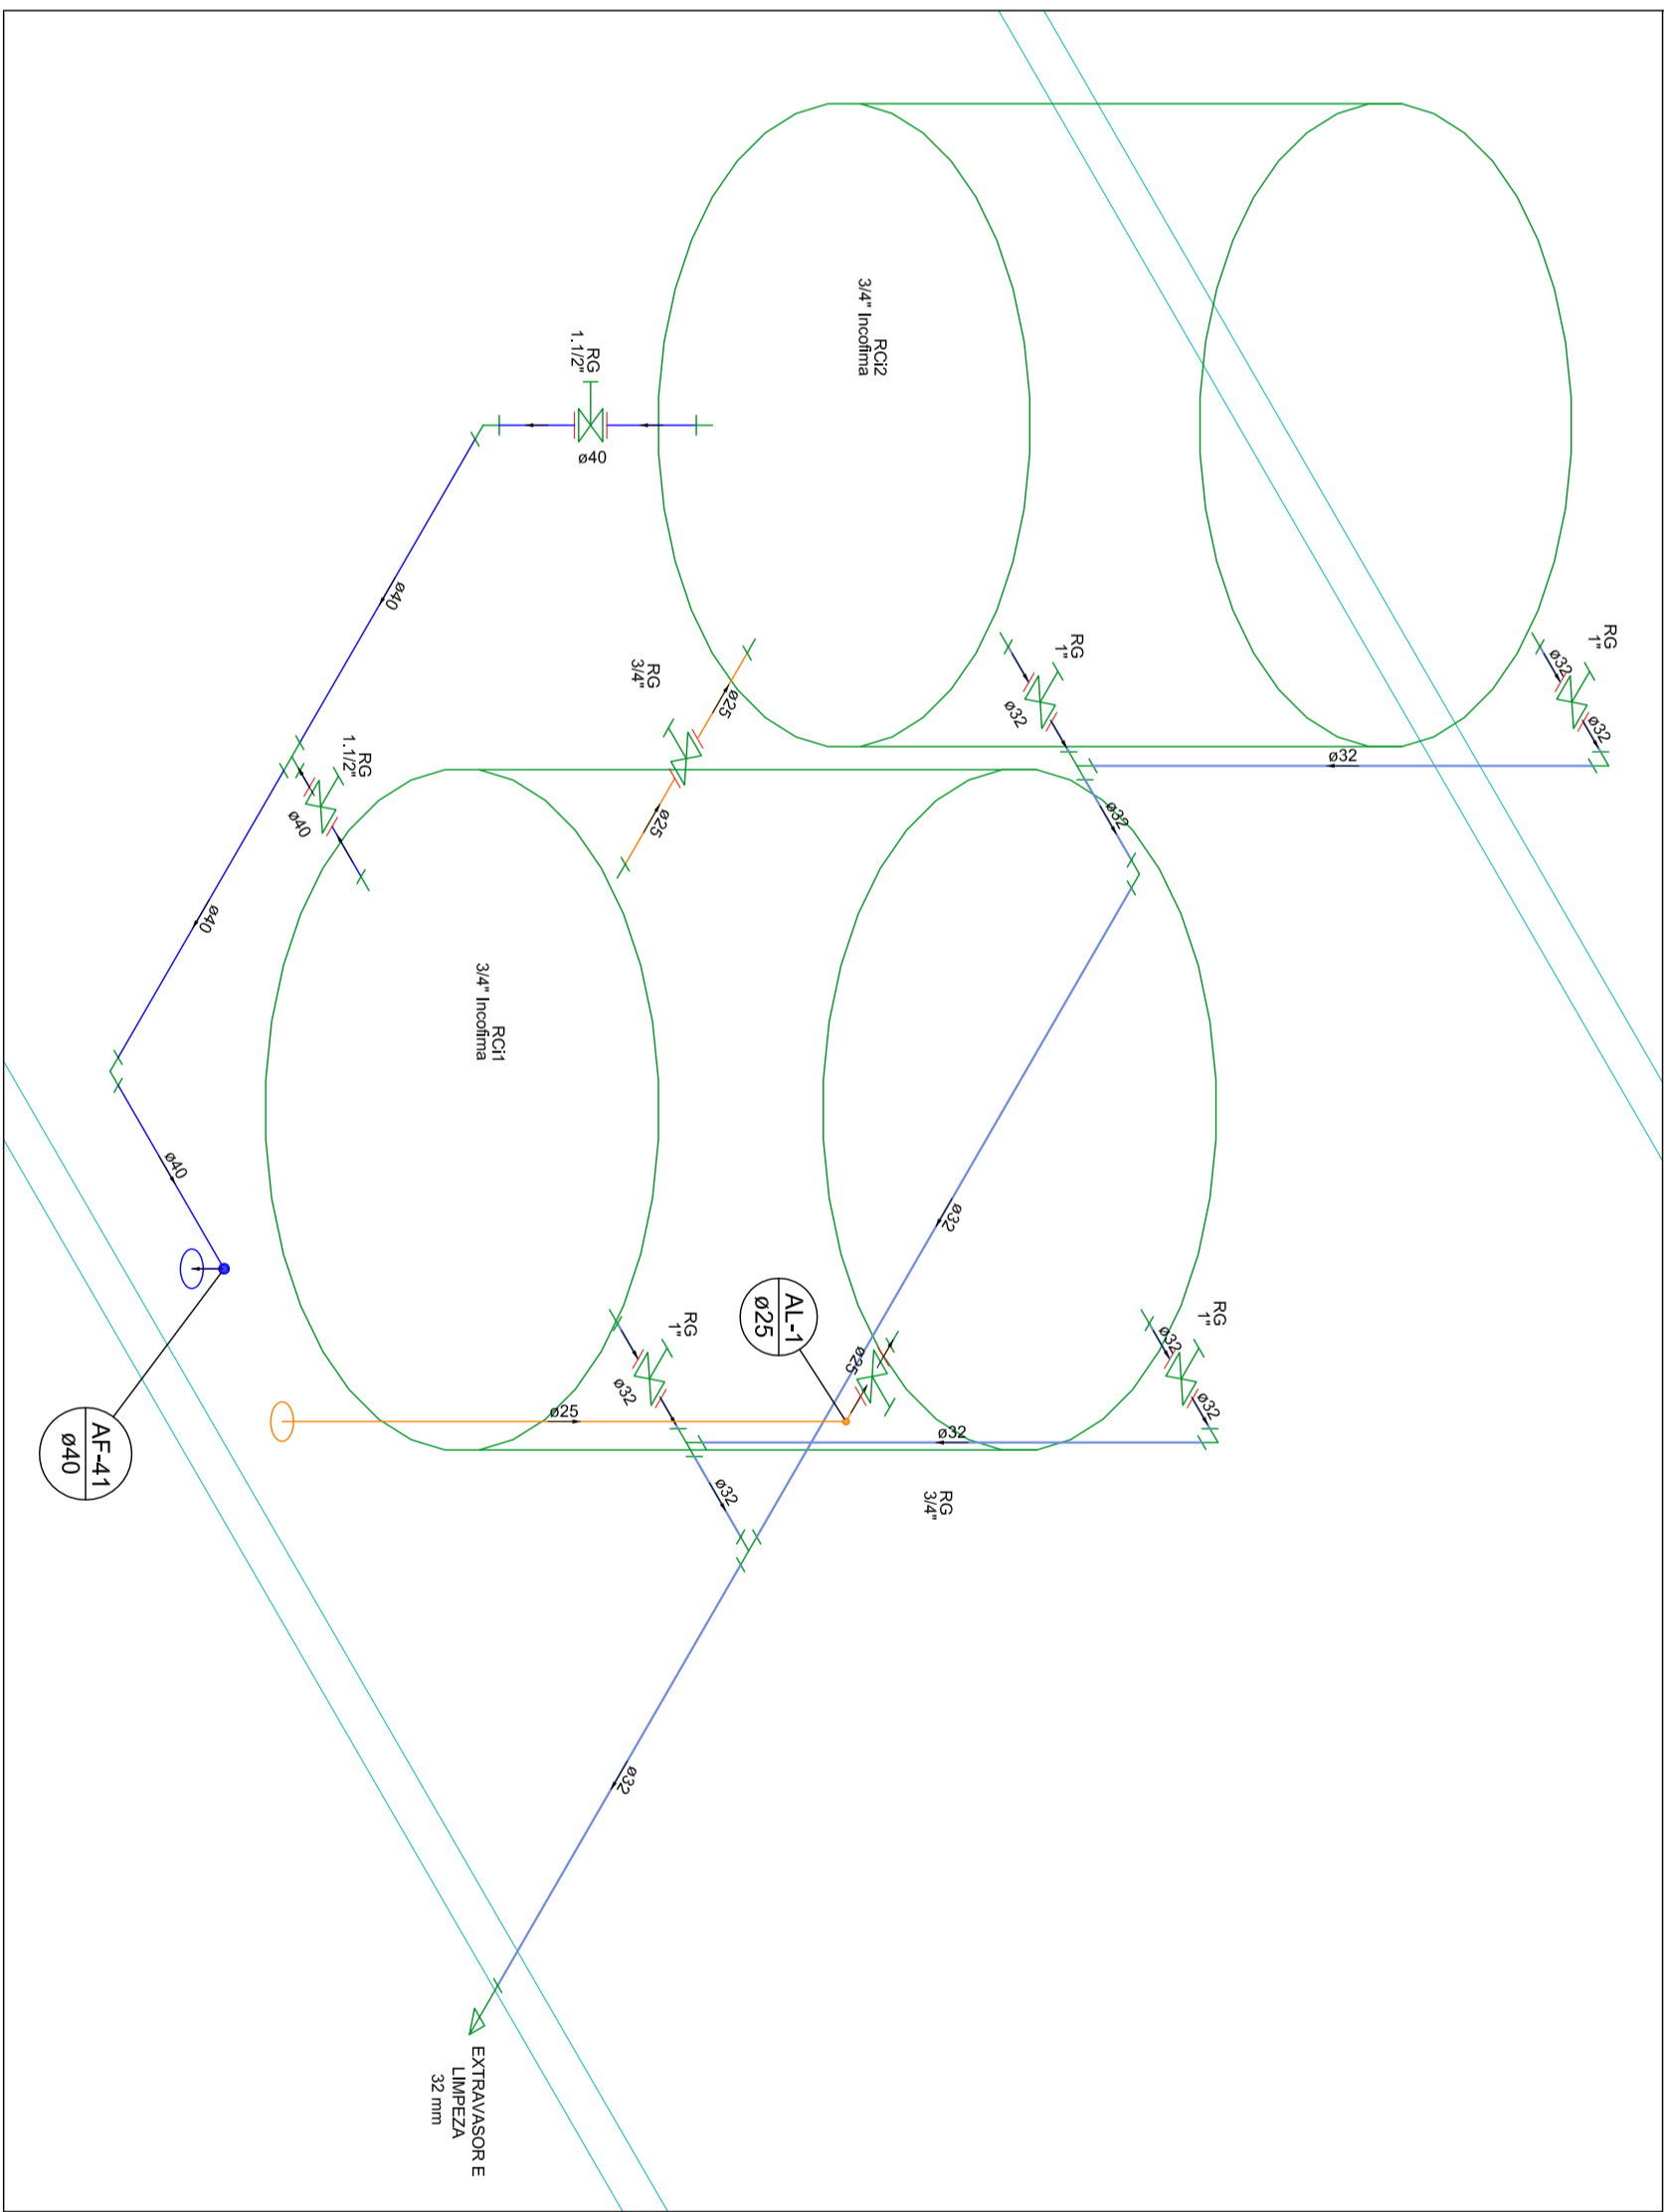 RG
1"
ø32
ø32
ø32
RG
1"
ø32
ø32
RCi2
3/4" Incofima
RG
1.1/2"
ø40
ø40
RG
3/4"
ø25
ø25
RG
1.1/2"
ø40
ø40
RCi1
3/4" Incofima
ø40
ø32
RG
1"
ø32
ø32
ø32
AL-1
ø25
ø25
RG
1"
ø32
ø32
ø25
RG
3/4"
AF-41
ø40
ø32
EXTRAVASOR E
LIMPEZA
32 mm